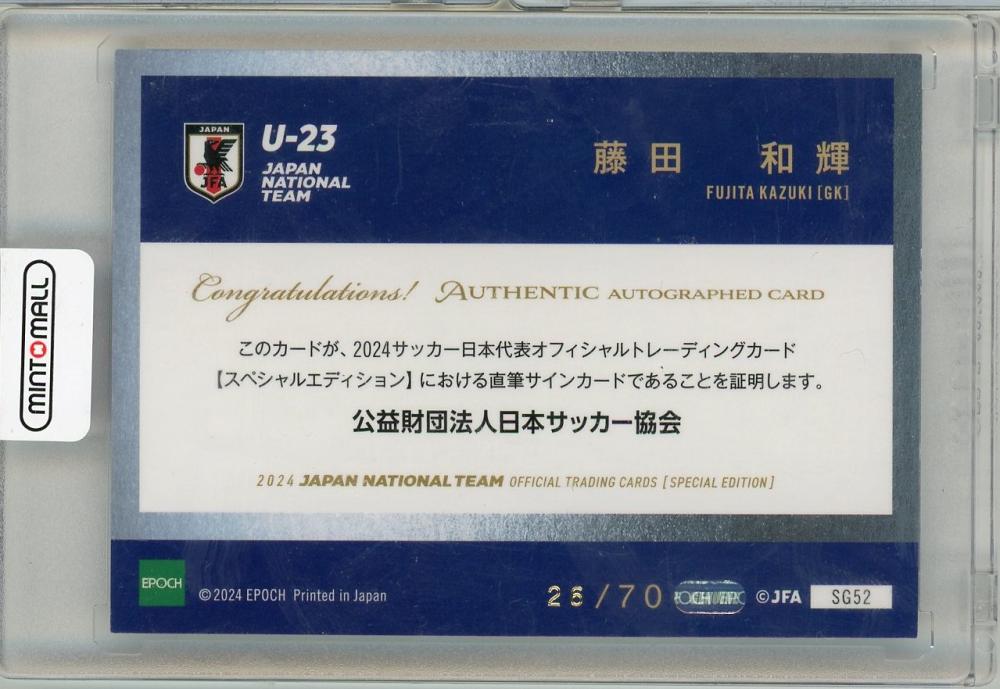 JAPAN
JFA
U-23
JAPAN
NATIONAL
TEAM
藤田 和輝
FUJITA KAZUKI [GK]
Congratulations! AUTHENTIC AUTOGRAPHED CARD
このカードが、2024サッカー日本代表オフィシャルトレーディングカード
【スペシャルエディション】における直筆サインカードであることを証明します。
公益財団法人日本サッカー協会
2024 JAPAN NATIONAL TEAM OFFICIAL TRADING CARDS [SPECIAL EDITION]
MINTOMALL
EPOCH
©2024 EPOCH Printed in Japan
26/70
©JFA
SG52